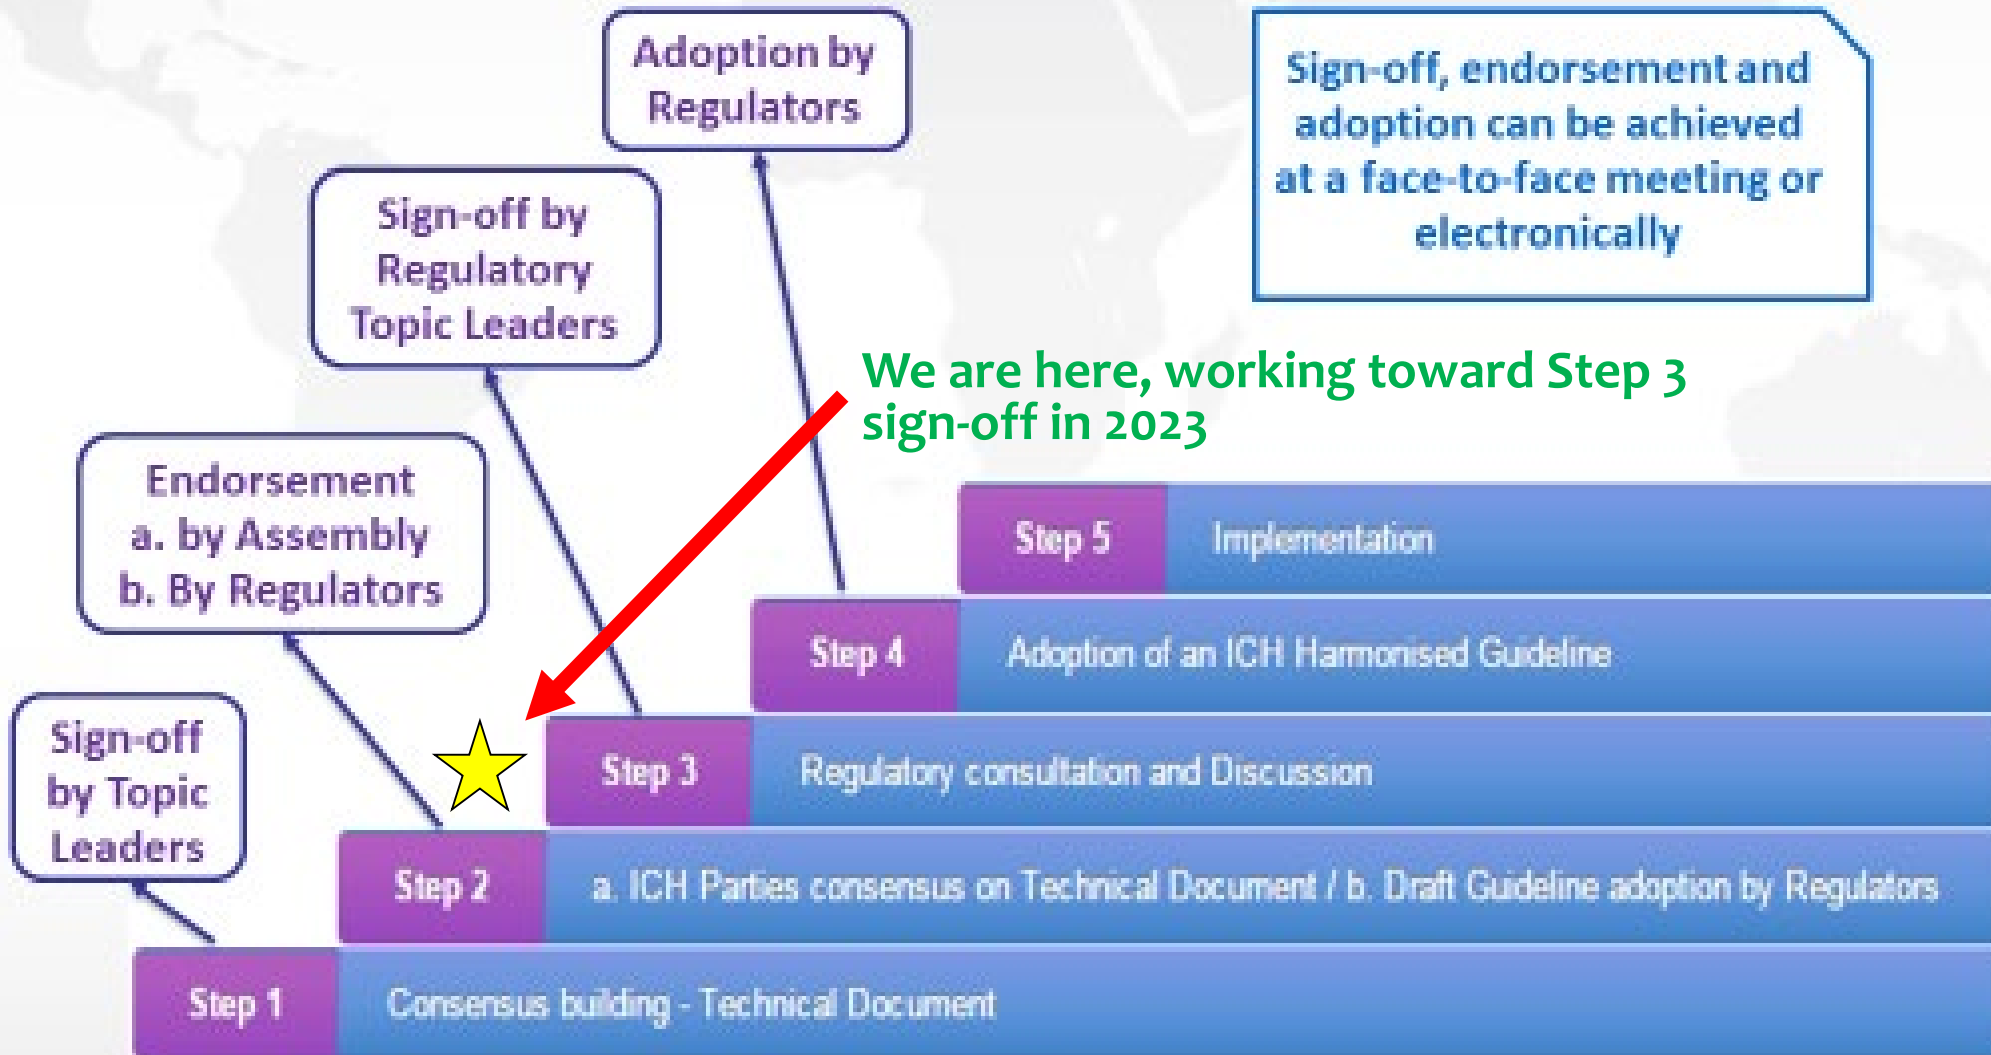 Adoption by
Regulators
Sign-off, endorsement and
adoption can be achieved
at a face-to-face meeting or
electronically
Sign-off by
Regulatory
Topic Leaders
We are here, working toward Step 3
sign-off in 2023
Endorsement
a. by Assembly
b. By Regulators
Sign-off
by Topic
Leaders
Step 5 Implementation
Step 4 Adoption of an ICH Harmonised Guideline
Step 3 Regulatory consultation and Discussion
Step 2 a. ICH Parties consensus on Technical Document / b. Draft Guideline adoption by Regulators
Step 1 Consensus building - Technical Document